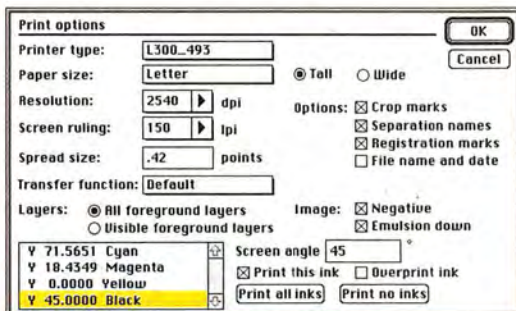 Print options
OK
Cancel
Printer type: L300_493
Paper size: Letter Tall Wide
Resolution: 2540 dpi
Options: Crop marks
Separation names
Registration marks
File name and date
Screen ruling: 150 lpi
Spread size: .42 points
Transfer function: Default
Layers: All foreground layers
Visible foreground layers
Image: Negative
Emulsion down
Y 71.5651 Cyan
Y 18.4349 Magenta
Y 0.0000 Yellow
Y 45.0000 Black
Screen angle 45 °
Print this ink Overprint ink
Print all inks Print no inks